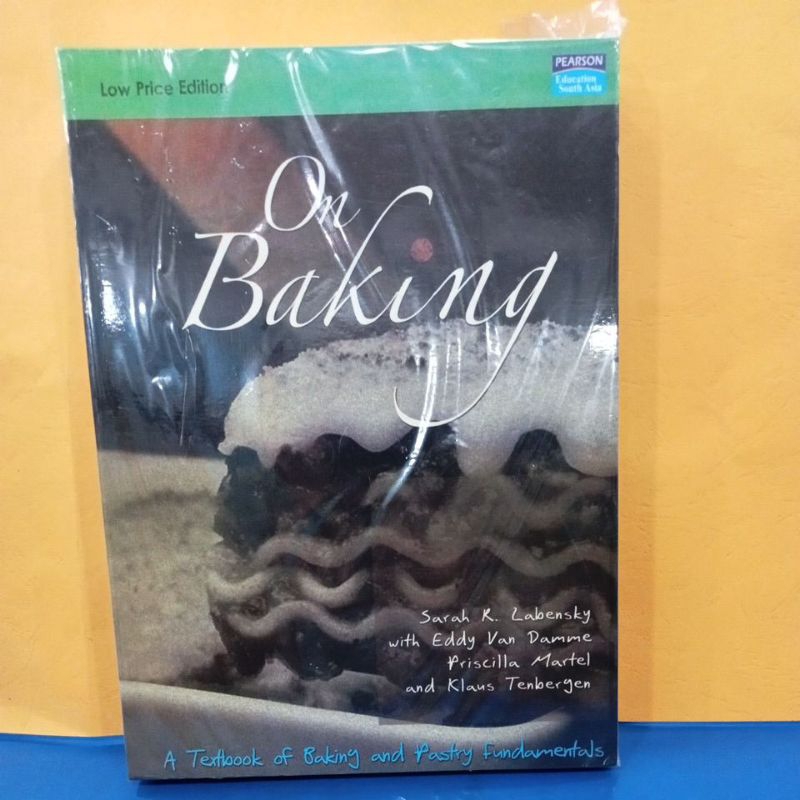 Low Price Edition
PEARSON
Education
South Asia
On
Baking
Sarah R. Labensky
with Eddy Van Damme
Priscilla Martel
and Klaus Tenbergen
A Textbook of Baking and Pastry Fundamentals